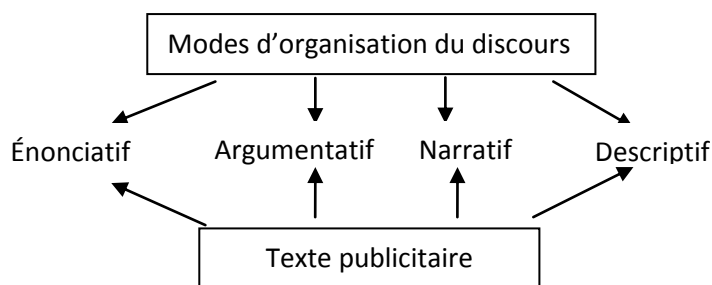 Modes d’organisation du discours
Énonciatif Argumentatif Narratif Descriptif
Texte publicitaire